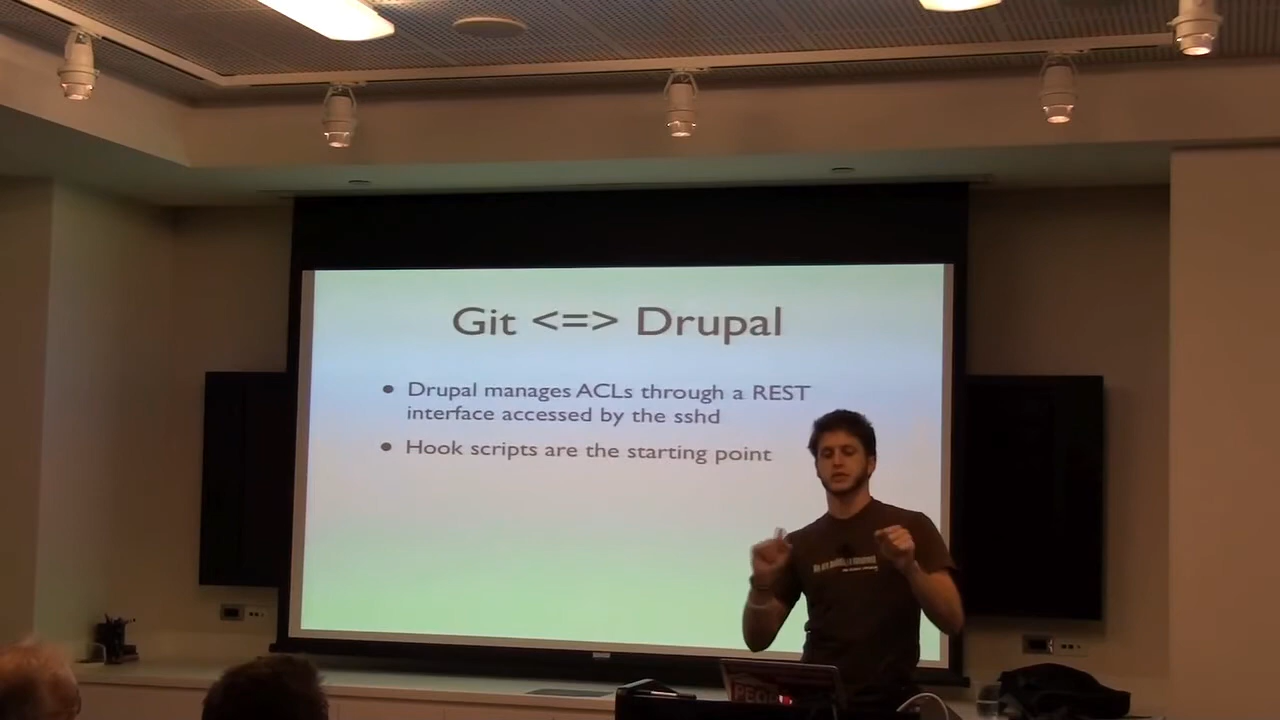 Git <=> Drupal
• Drupal manages ACLs through a REST
interface accessed by the sshd
• Hook scripts are the starting point